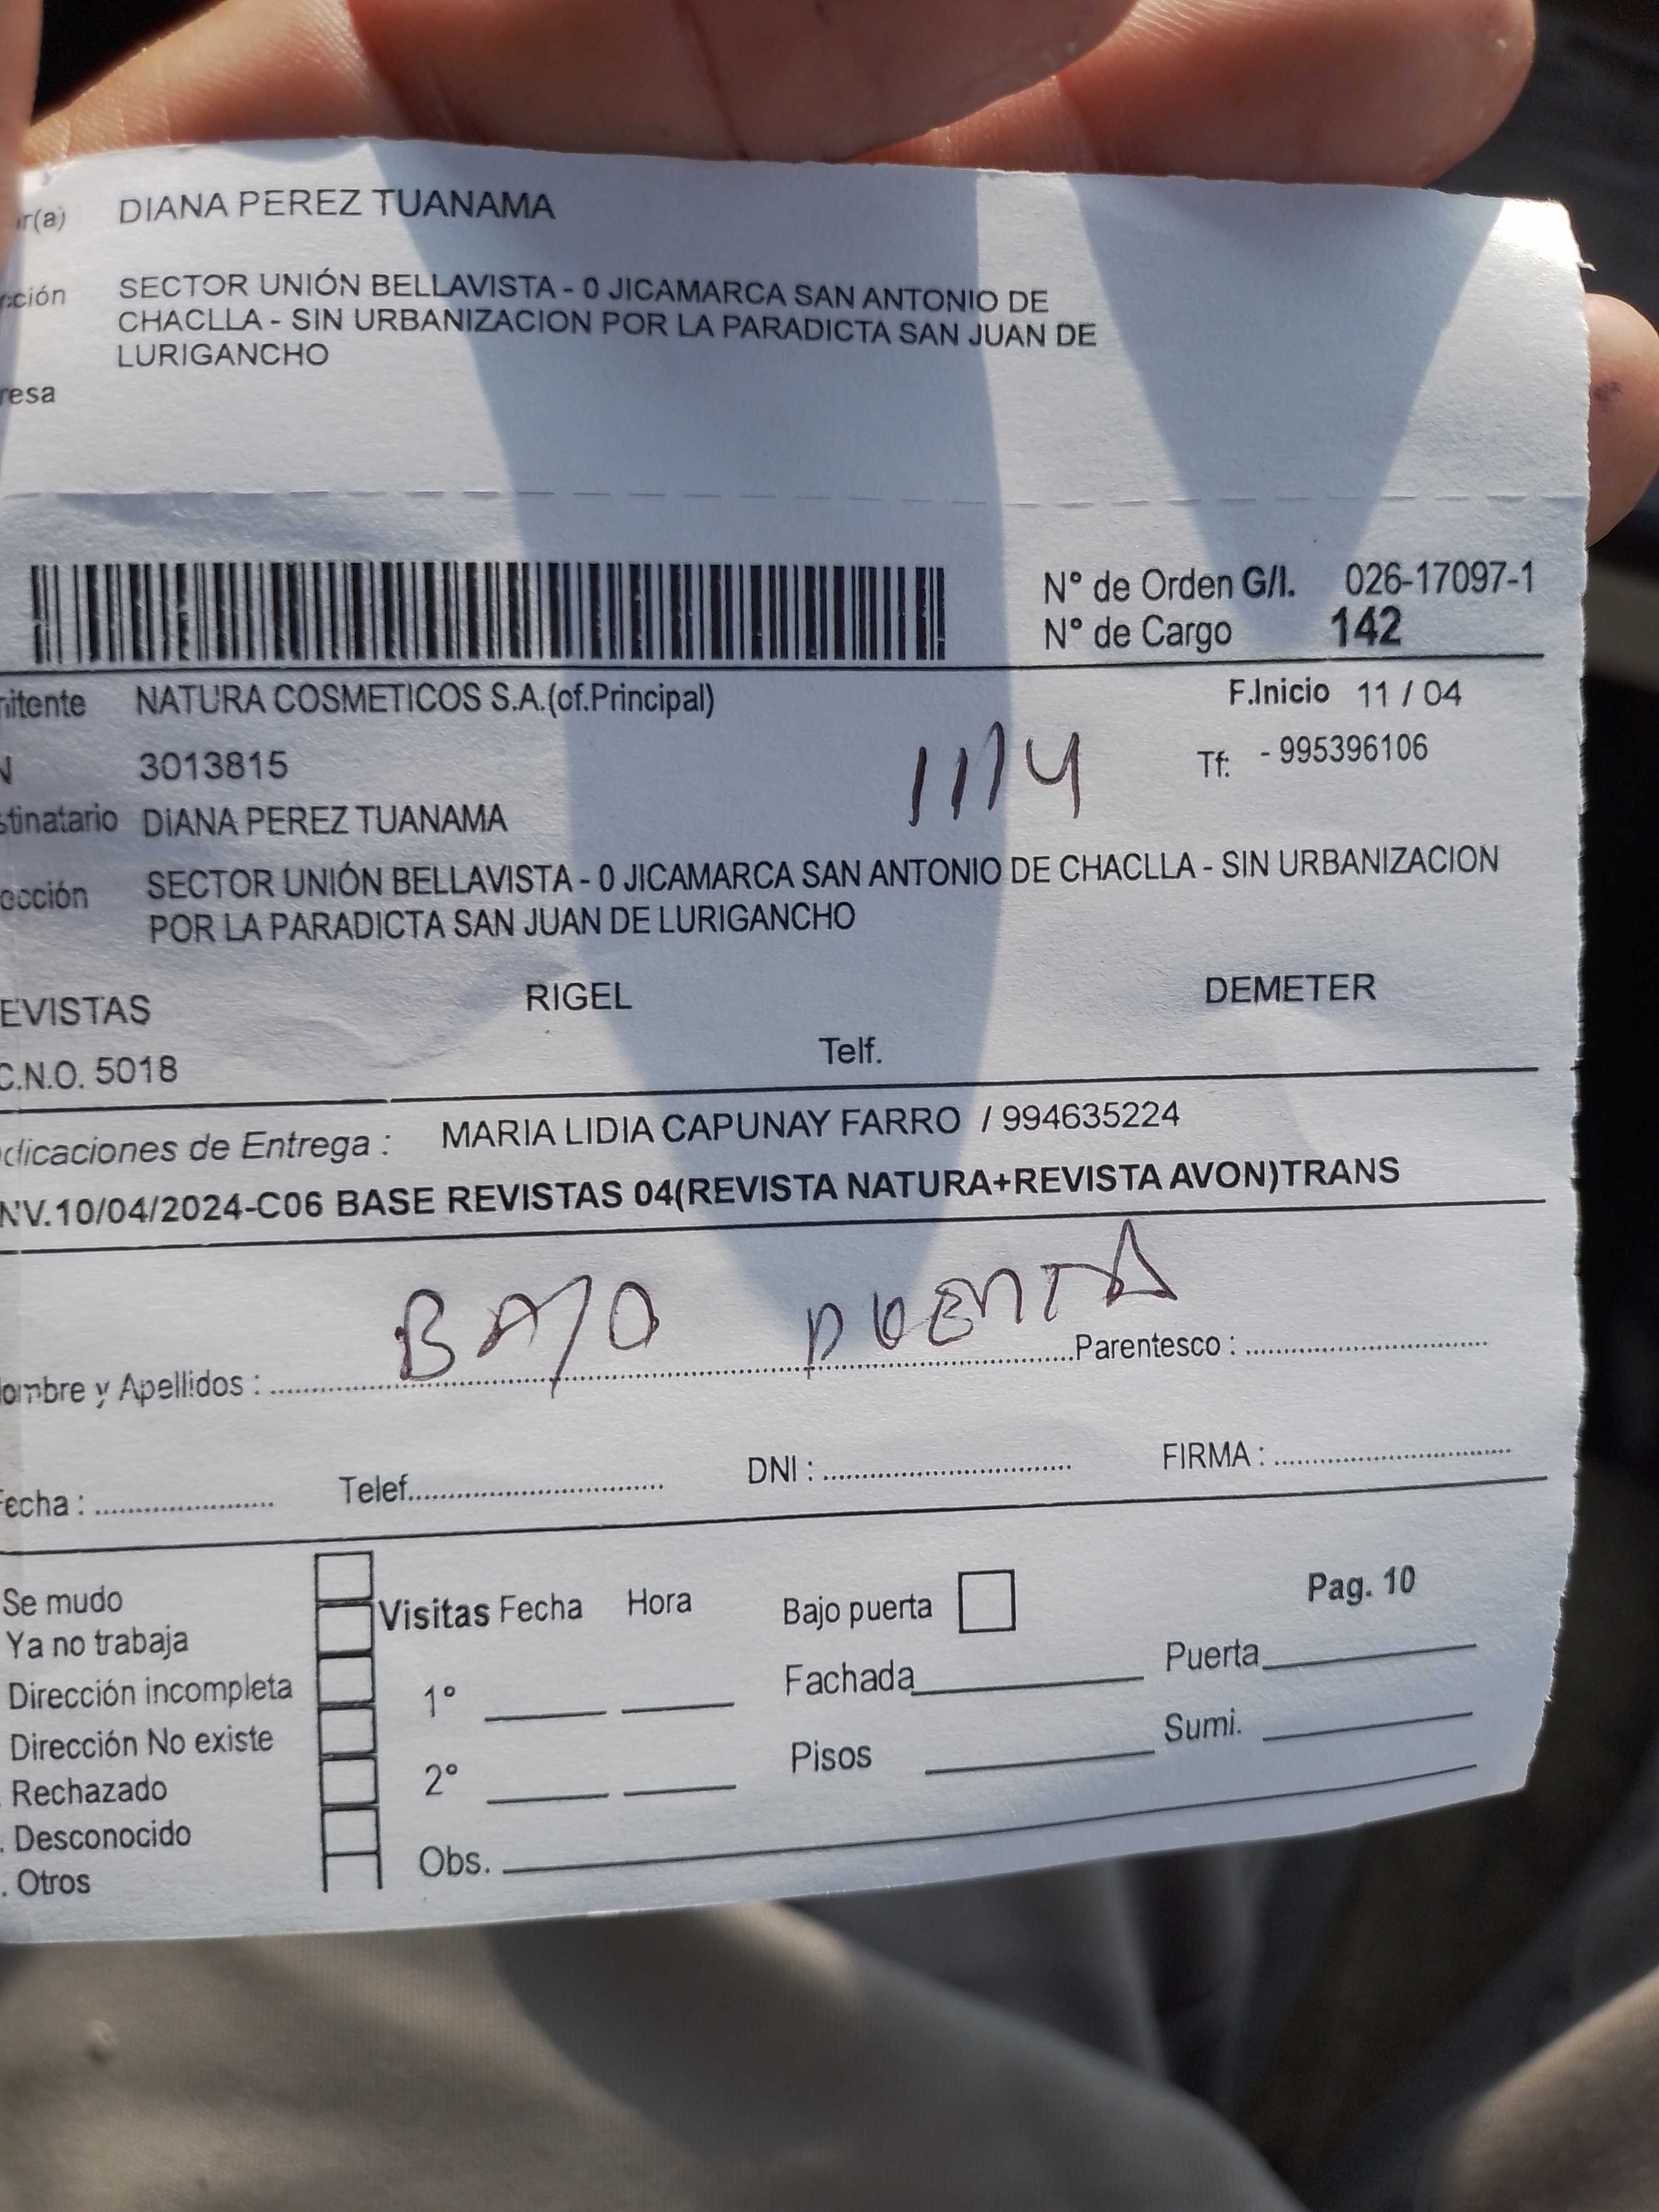 r(a) DIANA PEREZ TUANAMA
cción SECTOR UNIÓN BELLAVISTA - 0 JICAMARCA SAN ANTONIO DE
CHACLLA - SIN URBANIZACION POR LA PARADICTA SAN JUAN DE
LURIGANCHO
resa
N° de Orden G/I. 026-17097-1
N° de Cargo 142
nitente NATURA COSMETICOS S.A.(of.Principal) F.Inicio 11 / 04
N 3013815 11/4 Tf: - 995396106
stinatario DIANA PEREZ TUANAMA
ección SECTOR UNIÓN BELLAVISTA - 0 JICAMARCA SAN ANTONIO DE CHACLLA - SIN URBANIZACION
POR LA PARADICTA SAN JUAN DE LURIGANCHO
EVISTAS RIGEL DEMETER
C.N.O. 5018 Telf.
dicaciones de Entrega : MARIA LIDIA CAPUNAY FARRO / 994635224
NV.10/04/2024-C06 BASE REVISTAS 04(REVISTA NATURA+REVISTA AVON)TRANS
BAJO PUERTA
ombre y Apellidos : Parentesco :
Fecha : Telef. DNI : FIRMA :
Se mudo Visitas Fecha Hora Bajo puerta Pag. 10
Ya no trabaja
Dirección incompleta 1° Fachada Puerta
Dirección No existe
. Rechazado 2° Pisos Sumi.
. Desconocido
. Otros Obs.